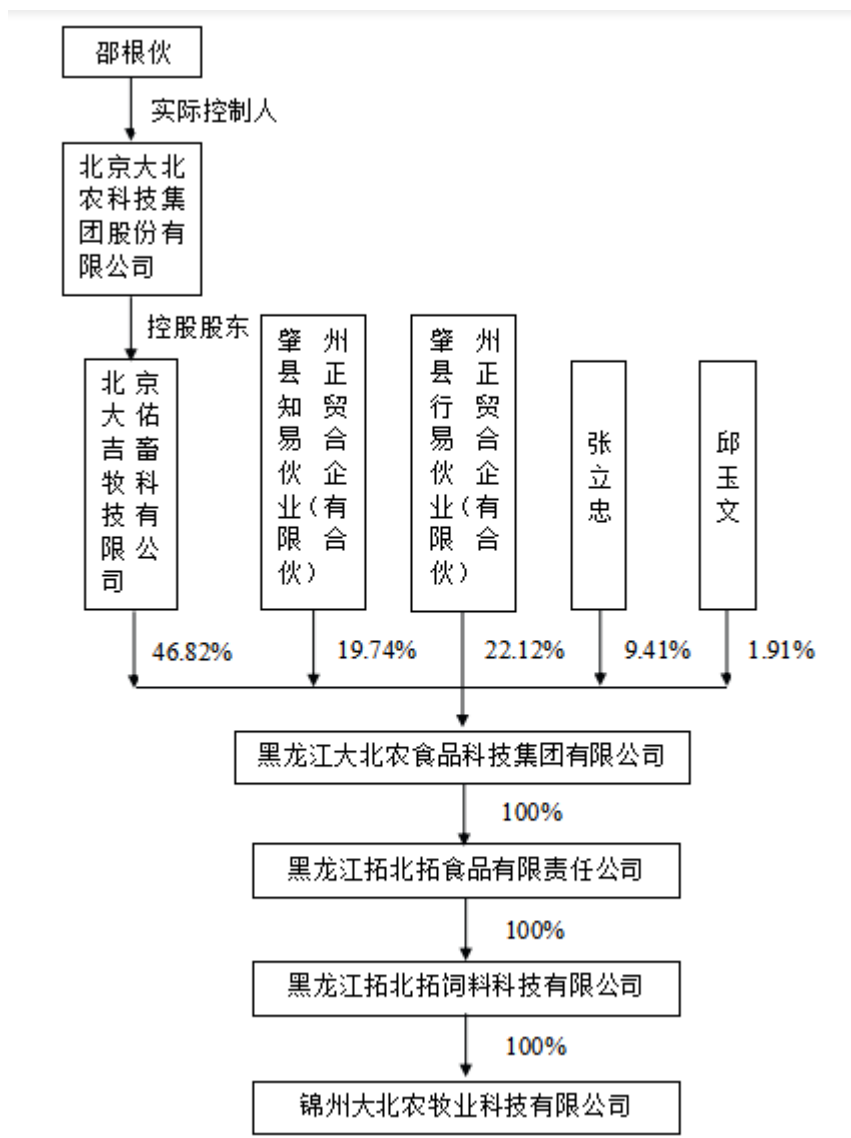 邵根伙
实际控制人
北京大北
农科技集
团股份有
限公司
控股股东
北京
大佑
吉畜
牧科
技有
限公
司
肇州
县正
知贸
易合
伙企
业(有
限合
伙)
肇州
县正
行贸
易合
伙企
业(有
限合
伙)
张
立
忠
邱
玉
文
46.82%
19.74%
22.12%
9.41%
1.91%
黑龙江大北农食品科技集团有限公司
100%
黑龙江拓北拓食品有限责任公司
100%
黑龙江拓北拓饲料科技有限公司
100%
锦州大北农牧业科技有限公司